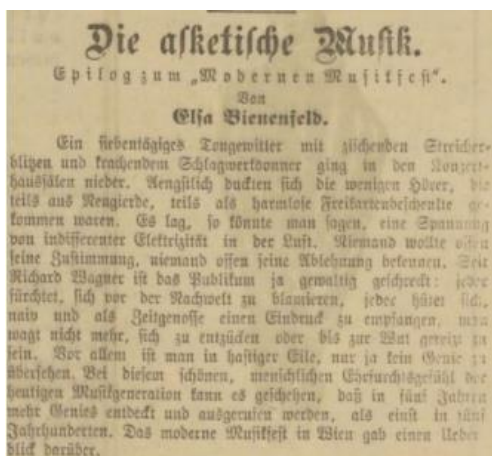 Die asketische Musik.
Epilog zum „Modernen Musikfest".
Von
Elsa Bienenfeld.
Ein siebentägiges Tongewitter mit zischenden Streicher-
blitzen und krachendem Schlagwerkdonner ging in den Konzert-
haussälen nieder. Aengstlich duckten sich die wenigen Hörer, die
teils aus Neugierde, teils als harmlose Freikartenbeschenkte ge-
kommen waren. Es lag, so könnte man sagen, eine Spannung
von indifferenter Elektrizität in der Luft. Niemand wollte offen
seine Zustimmung, niemand offen seine Ablehnung bekennen. Seit
Richard Wagner ist das Publikum ja gewaltig geschreckt: jeder
fürchtet, sich vor der Nachwelt zu blamieren, jeder hütet sich,
naiv und als Zeitgenosse einen Eindruck zu empfangen, man
wagt nicht mehr, sich zu entzücken oder bis zur Wut gereizt zu
sein. Vor allem ist man in hastiger Eile, nur ja kein Genie zu
übersehen. Bei diesem schönen, menschlichen Ehrfurchtsgefühl der
heutigen Musikgeneration kann es geschehen, daß in fünf Jahren
mehr Genies entdeckt und ausgerufen werden, als einst in fünf
Jahrhunderten. Das moderne Musikfest in Wien gab einen Ueber
blick darüber.